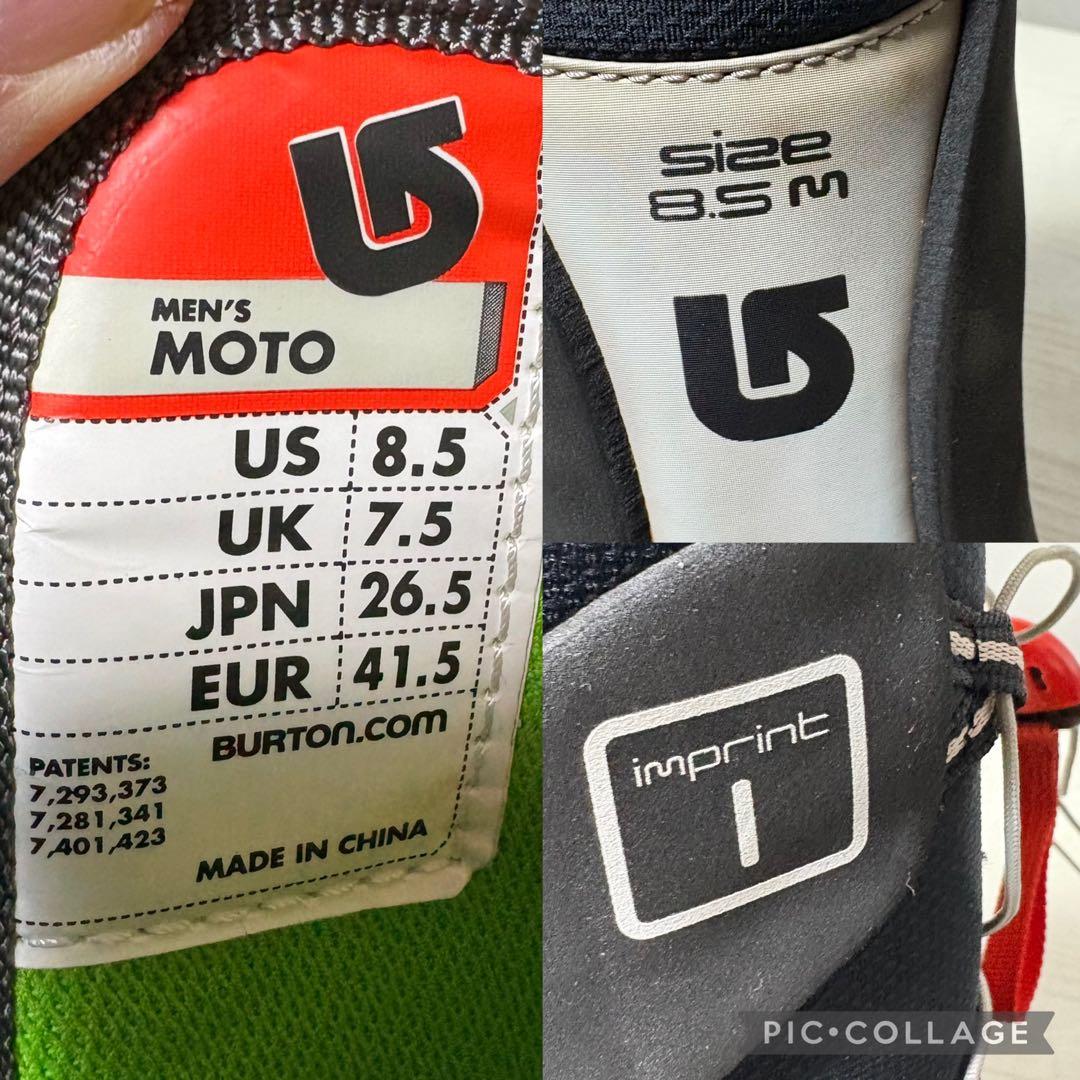 MEN'S
MOTO
US 8.5
UK 7.5
JPN 26.5
EUR 41.5
BURTON.COM
PATENTS:
7,293,373
7,281,341
7,401,423
MADE IN CHINA
size
8.5 M
imprint
1
PIC•COLLAGE